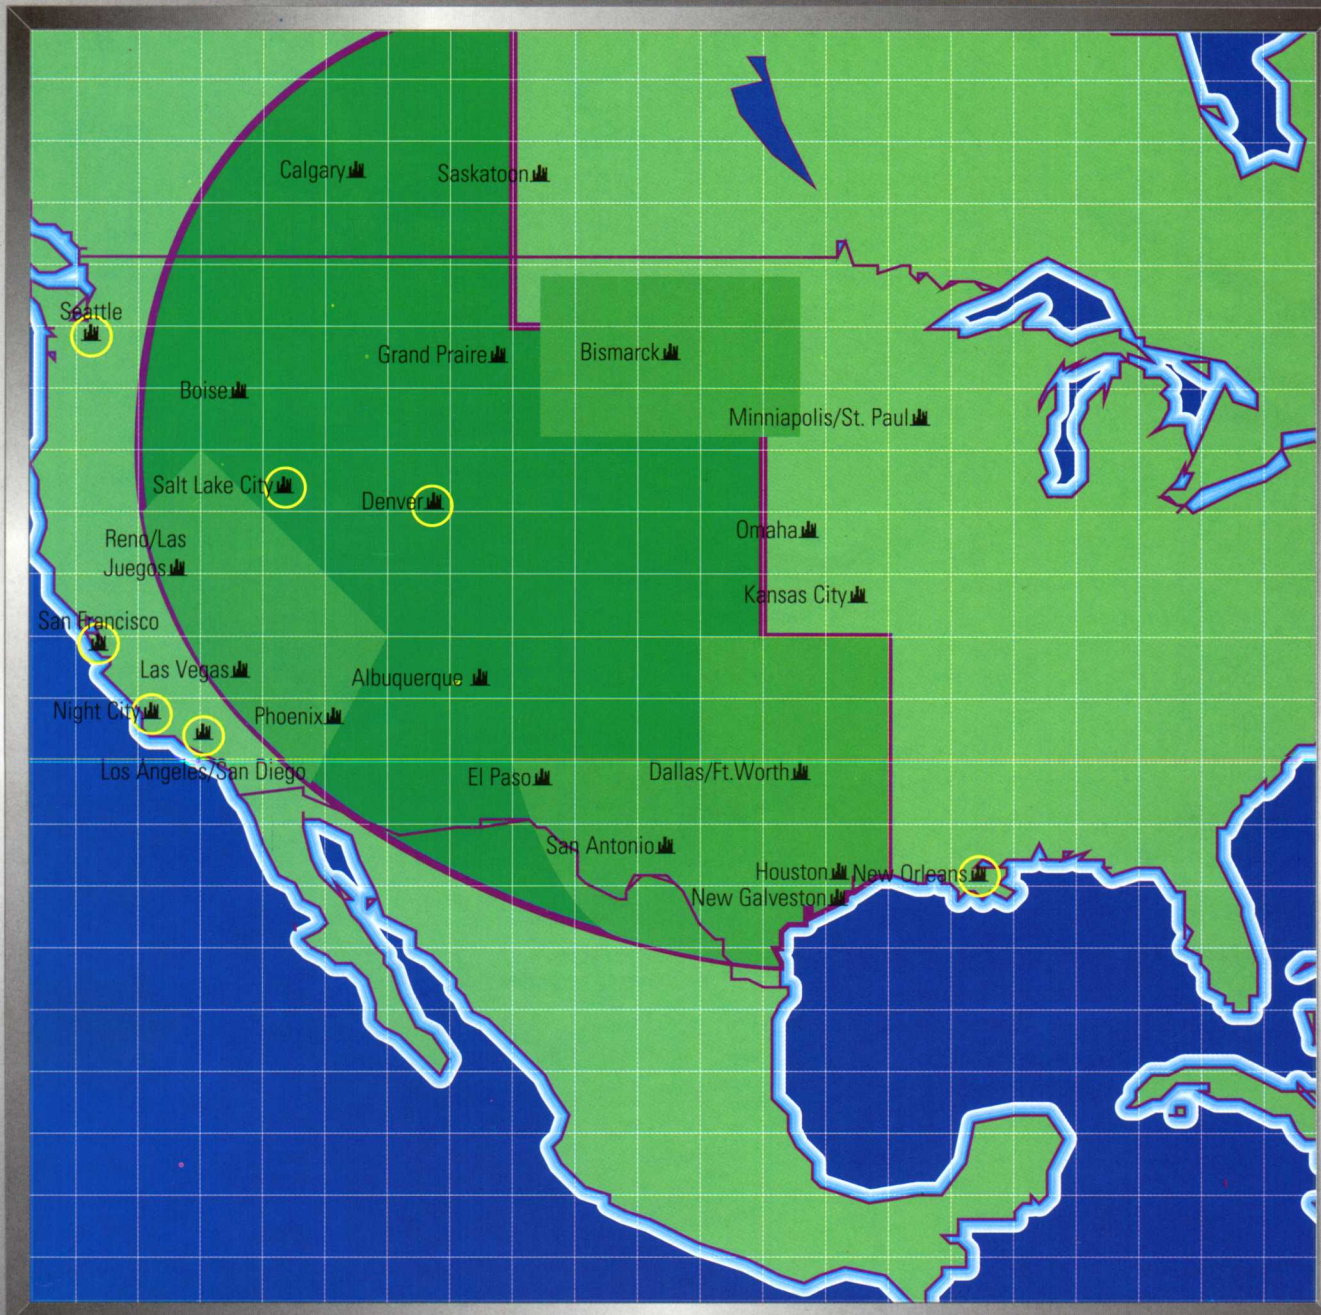 Calgary
Saskatoon
Seattle
Grand Praire
Bismarck
Boise
Minniapolis/St. Paul
Salt Lake City
Denver
Omaha
Reno/Las
Juegos
Kansas City
San Francisco
Las Vegas
Albuquerque
Night City
Phoenix
Los Angeles/San Diego
El Paso
Dallas/Ft.Worth
San Antonio
Houston
New Orleans
New Galveston